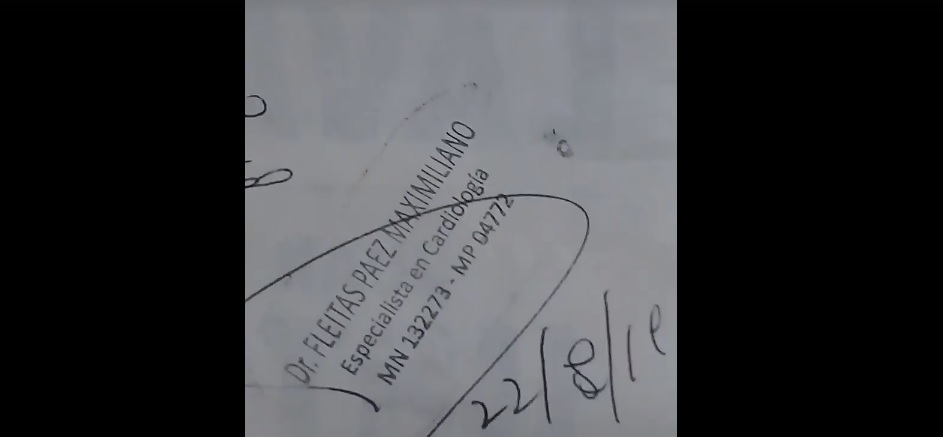 Dr. FLEITAS PAEZ MAXIMILIANO
Especialista en Cardiología
MN 132273 - MP 04772
22/8/1